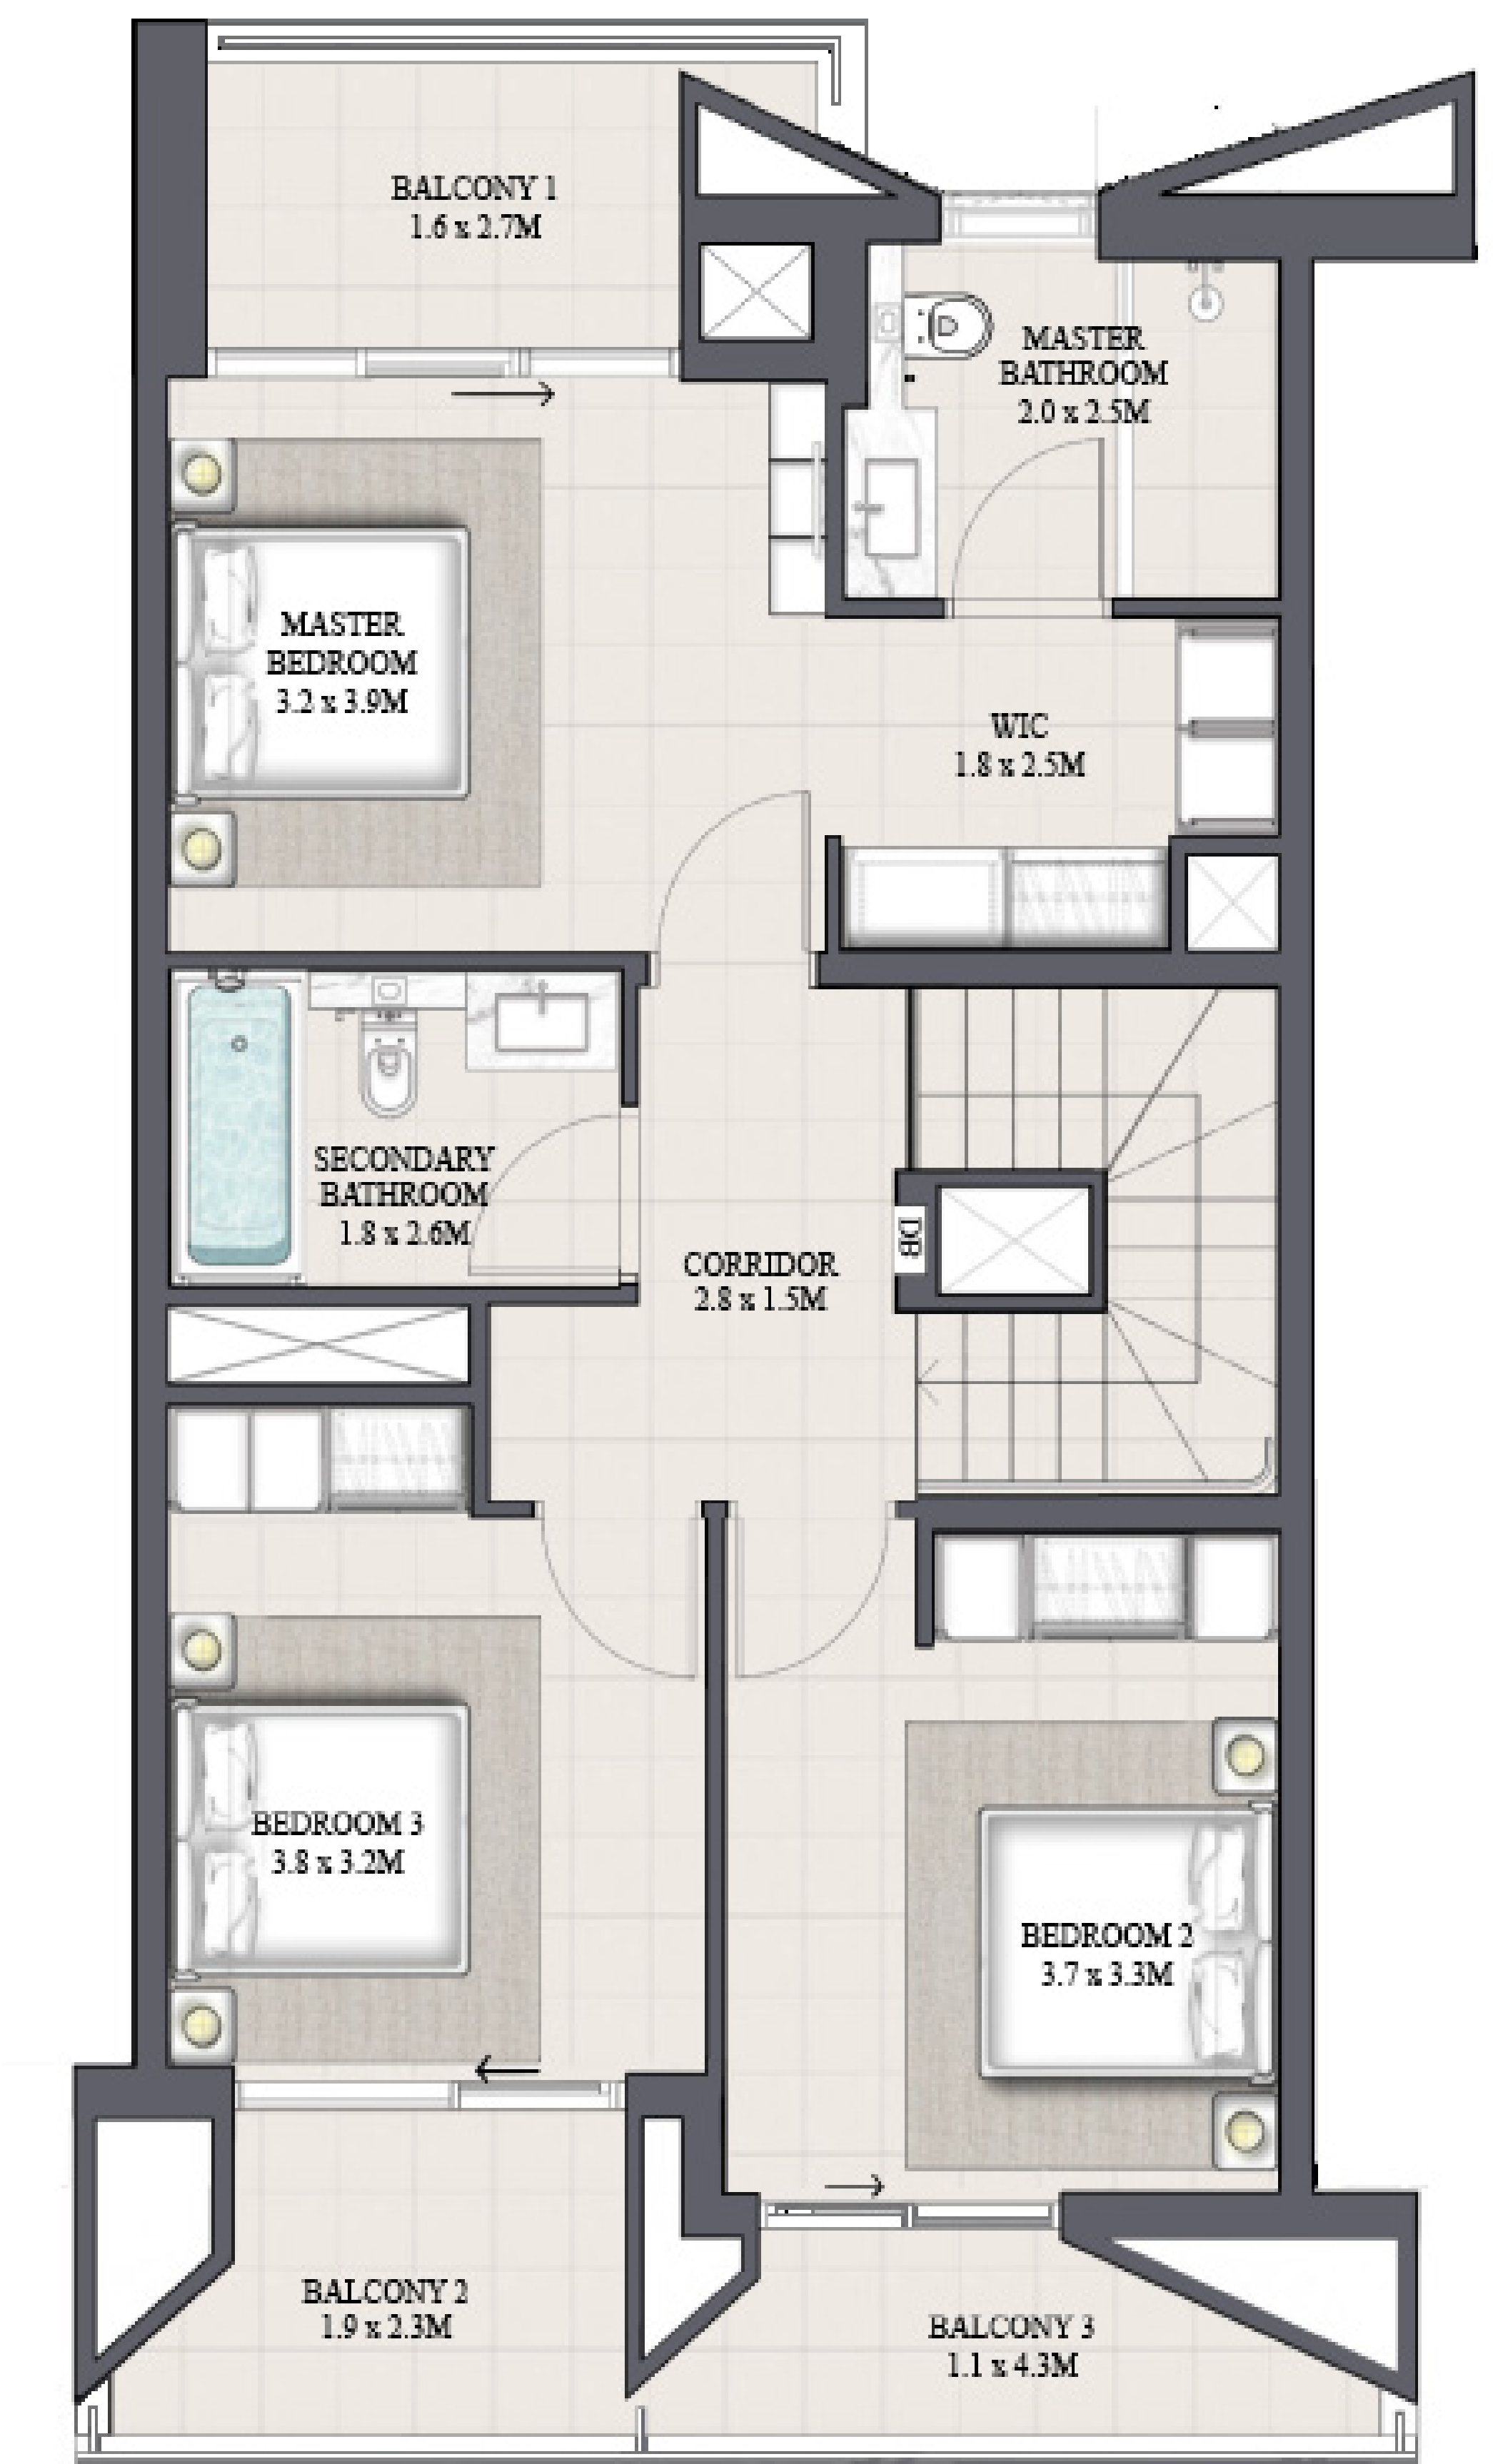 BALCONY 1
1.6 x 2.7M
MASTER
BATHROOM
2.0 x 2.5M
MASTER
BEDROOM
3.2 x 3.9M
WIC
1.8 x 2.5M
SECONDARY
BATHROOM
1.8 x 2.6M
DB
CORRIDOR
2.8 x 1.5M
BEDROOM 3
3.8 x 3.2M
BEDROOM 2
3.7 x 3.3M
BALCONY 2
1.9 x 2.3M
BALCONY 3
1.1 x 4.3M